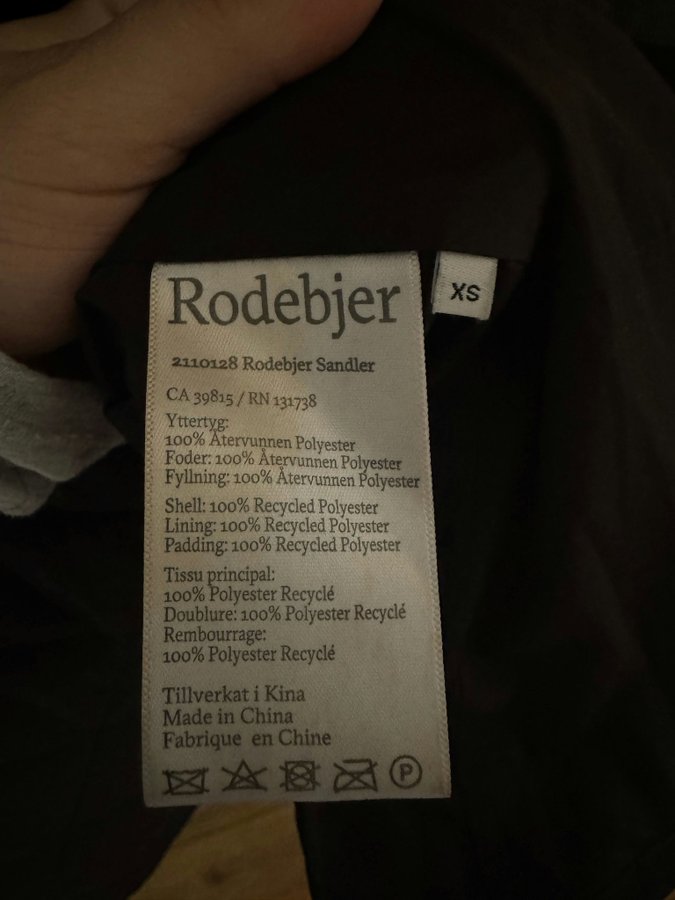 Rodebjer
XS
2110128 Rodebjer Sandler
CA 39815 / RN 131738
Yttertyg:
100% Återvunnen Polyester
Foder: 100% Återvunnen Polyester
Fyllning: 100% Återvunnen Polyester
Shell: 100% Recycled Polyester
Lining: 100% Recycled Polyester
Padding: 100% Recycled Polyester
Tissu principal:
100% Polyester Recyclé
Doublure: 100% Polyester Recyclé
Rembourrage:
100% Polyester Recyclé
Tillverkat i Kina
Made in China
Fabrique en Chine
P